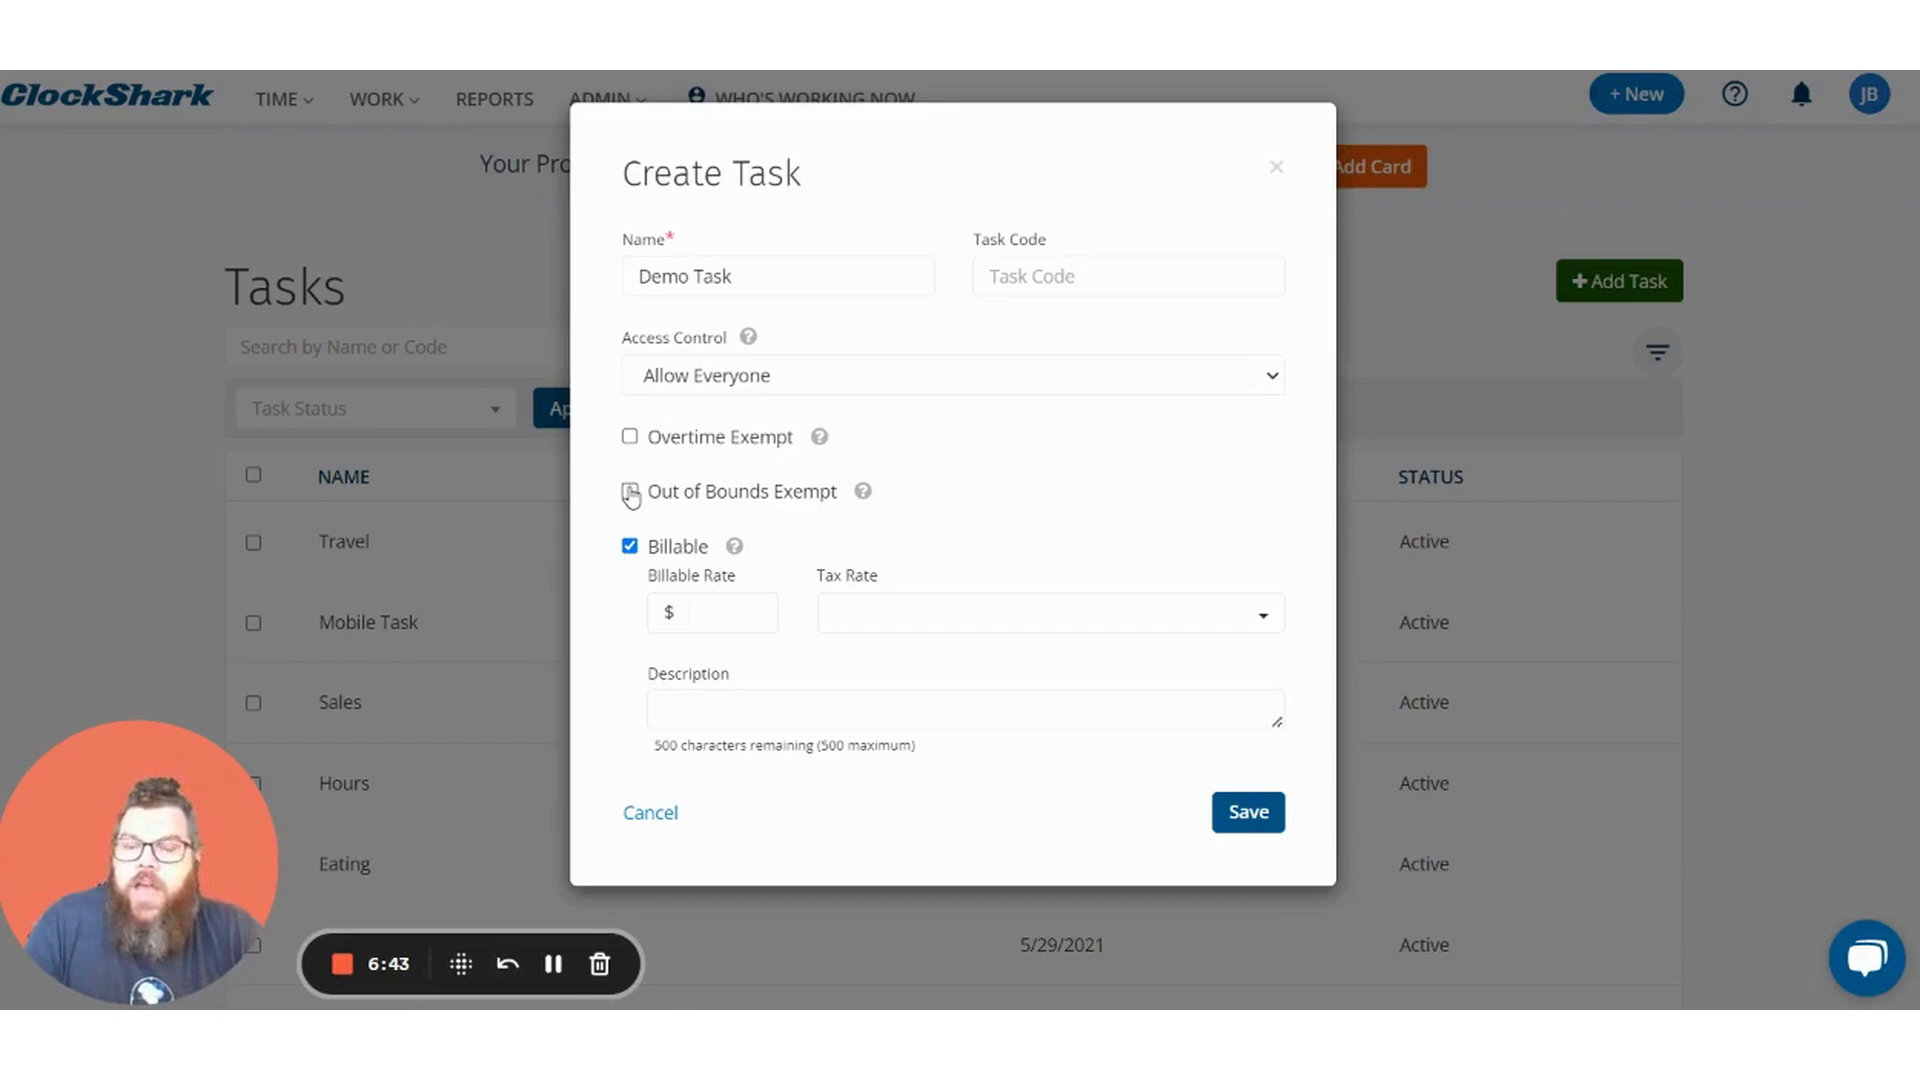 ClockShark TIME WORK REPORTS ADMIN WHO'S WORKING NOW + New JB
Your Pro Add Card
Create Task
Name* Task Code
Demo Task Task Code
Tasks + Add Task
Search by Name or Code
Access Control
Allow Everyone
Task Status Ap
Overtime Exempt
NAME STATUS
Out of Bounds Exempt
Travel Active
Billable
Billable Rate Tax Rate
$
Mobile Task Active
Description
Sales Active
500 characters remaining (500 maximum)
Hours Active
Cancel Save
Eating Active
5/29/2021 Active
6:43